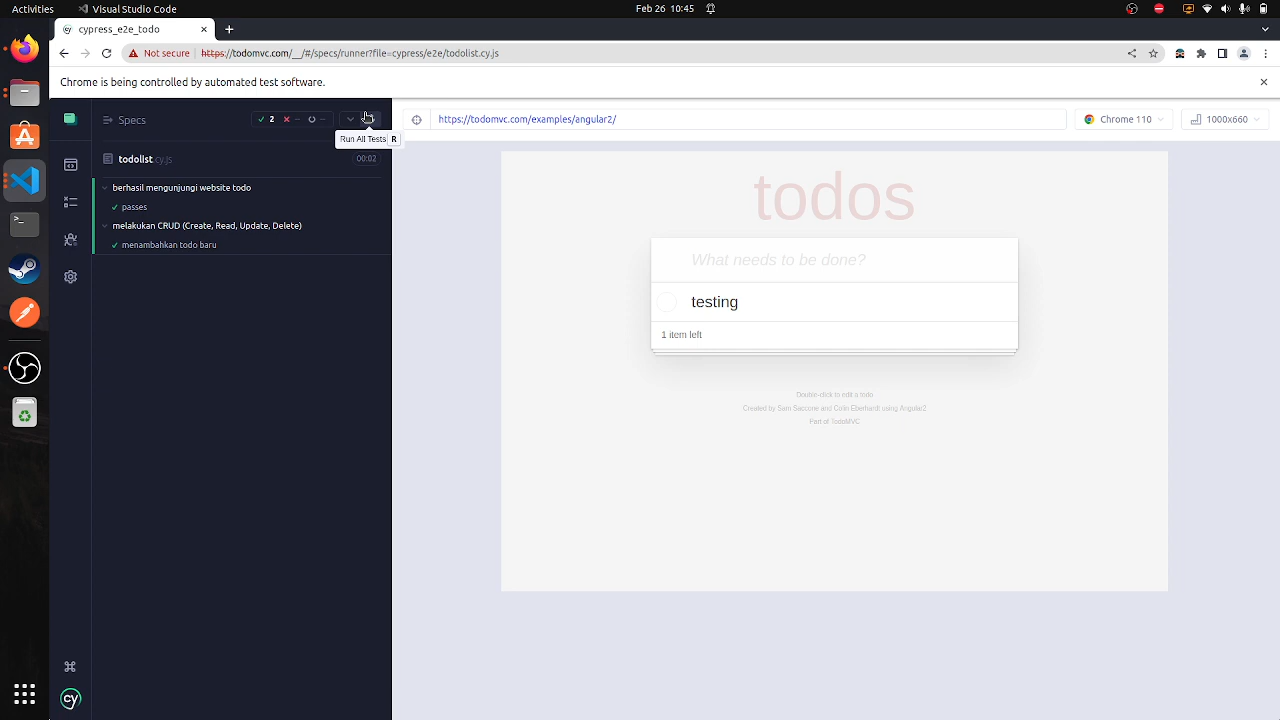 Activities
Visual Studio Code
Feb 26 10:45
cypress_e2e_todo
Not secure
https://todomvc.com/__/#/specs/runner?file=cypress/e2e/todolist.cy.js
Chrome is being controlled by automated test software.
Specs
2
--
--
https://todomvc.com/examples/angular2/
Chrome 110
1000x660
Run All Tests R
todolist.cy.js
00:02
berhasil mengunjungi website todo
passes
melakukan CRUD (Create, Read, Update, Delete)
menambahkan todo baru
todos
What needs to be done?
testing
1 item left
Double-click to edit a todo
Created by Sam Saccone and Colin Eberhardt using Angular2
Part of TodoMVC
cy